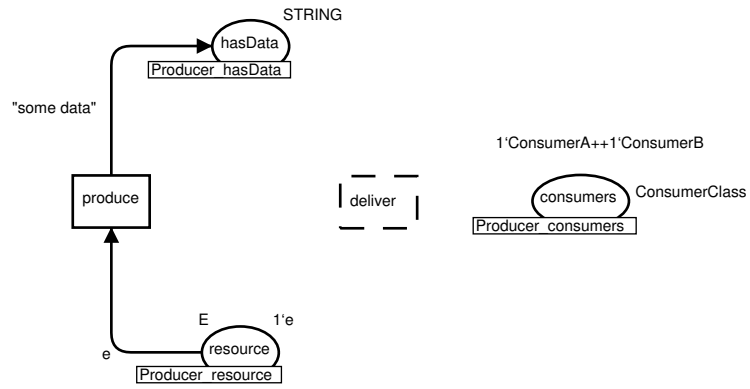 STRING
hasData
Producer_hasData
"some data"
1‘ConsumerA++1‘ConsumerB
produce
deliver
consumers
ConsumerClass
Producer_consumers
E
1‘e
resource
e
Producer_resource